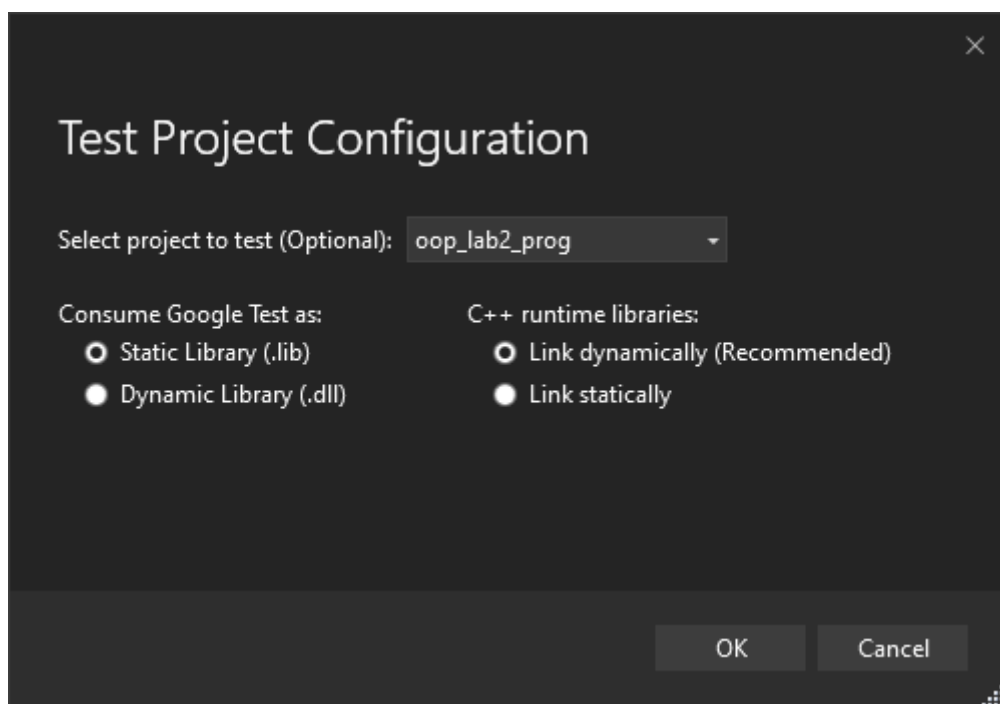 Test Project Configuration
Select project to test (Optional): oop_lab2_prog
Consume Google Test as: C++ runtime libraries:
Static Library (.lib) Link dynamically (Recommended)
Dynamic Library (.dll) Link statically
OK Cancel